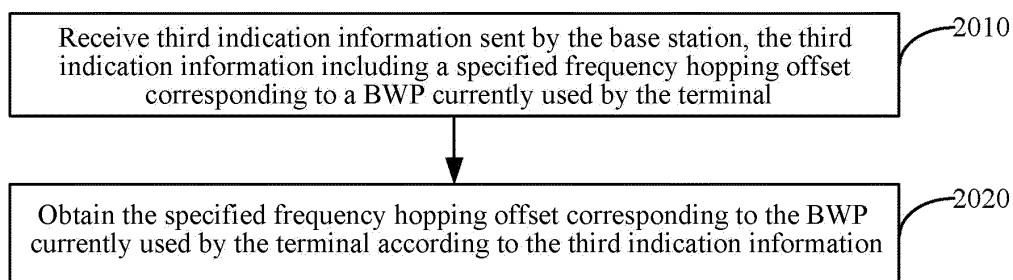 Receive third indication information sent by the base station, the third
indication information including a specified frequency hopping offset
corresponding to a BWP currently used by the terminal
2010
Obtain the specified frequency hopping offset corresponding to the BWP
currently used by the terminal according to the third indication information
2020